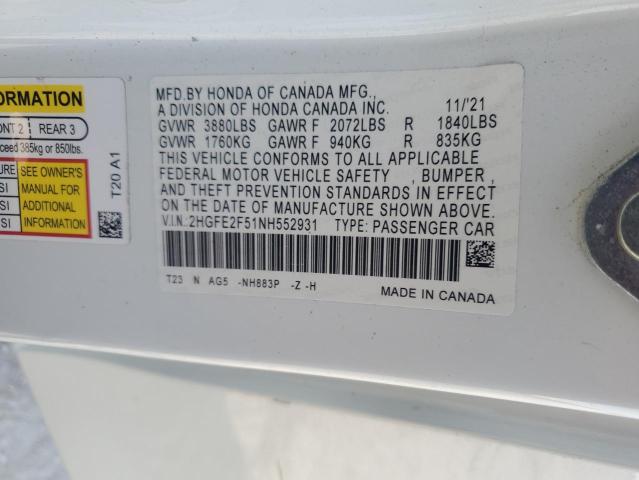 ORMATION
ONT 2 REAR 3
ceed 385kg or 850lbs.
URE SEE OWNER'S
SI MANUAL FOR
SI ADDITIONAL
SI INFORMATION
T20 A1
MFD.BY HONDA OF CANADA MFG.,
A DIVISION OF HONDA CANADA INC. 11/'21
GVWR 3880LBS GAWR F 2072LBS R 1840LBS
GVWR 1760KG GAWR F 940KG R 835KG
THIS VEHICLE CONFORMS TO ALL APPLICABLE
FEDERAL MOTOR VEHICLE SAFETY , BUMPER ,
AND THEFT PREVENTION STANDARDS IN EFFECT
ON THE DATE OF MANUFACTURE SHOWN ABOVE.
V.I.N.:2HGFE2F51NH552931 TYPE: PASSENGER CAR
T23 N AG5 -NH883P -Z -H
MADE IN CANADA